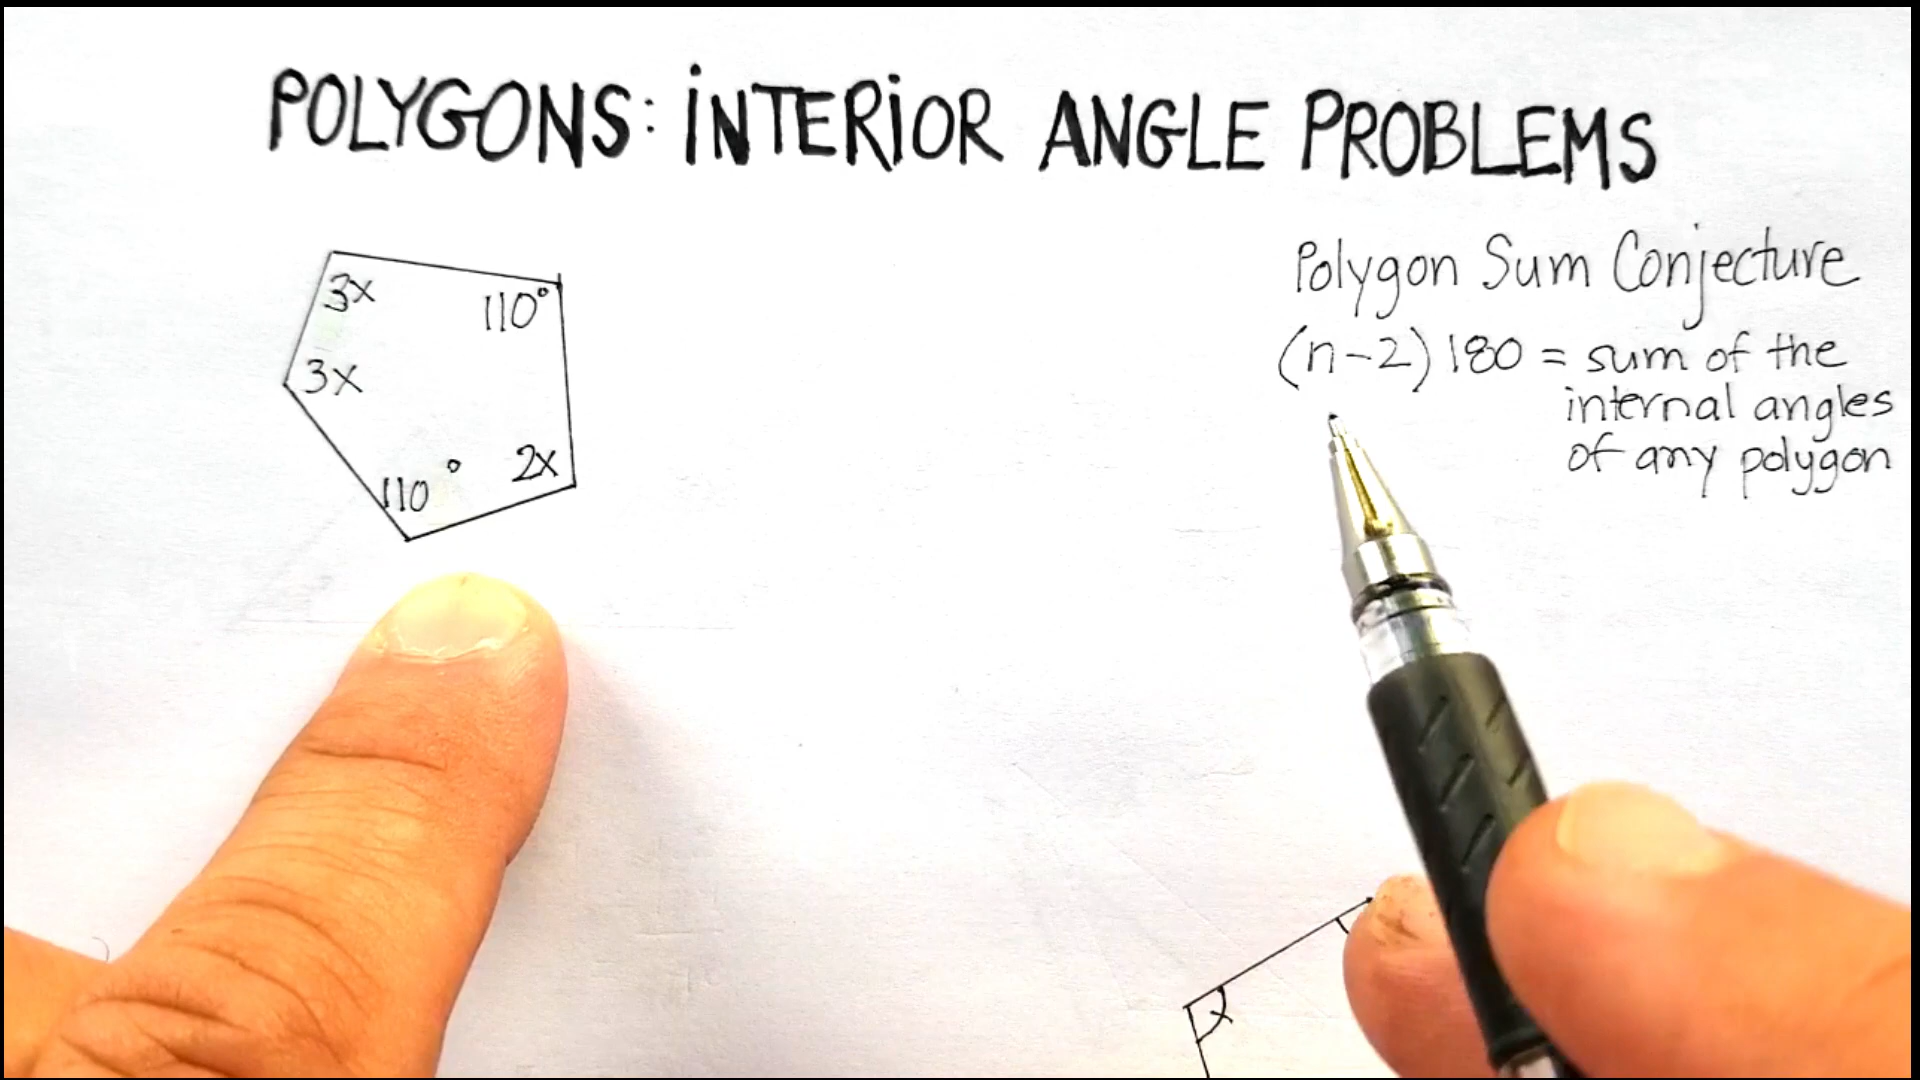 POLYGONS: INTERIOR ANGLE PROBLEMS
Polygon Sum Conjecture
(n-2) 180 = sum of the
internal angles
of any polygon
3x
110°
3x
2x
110°
x